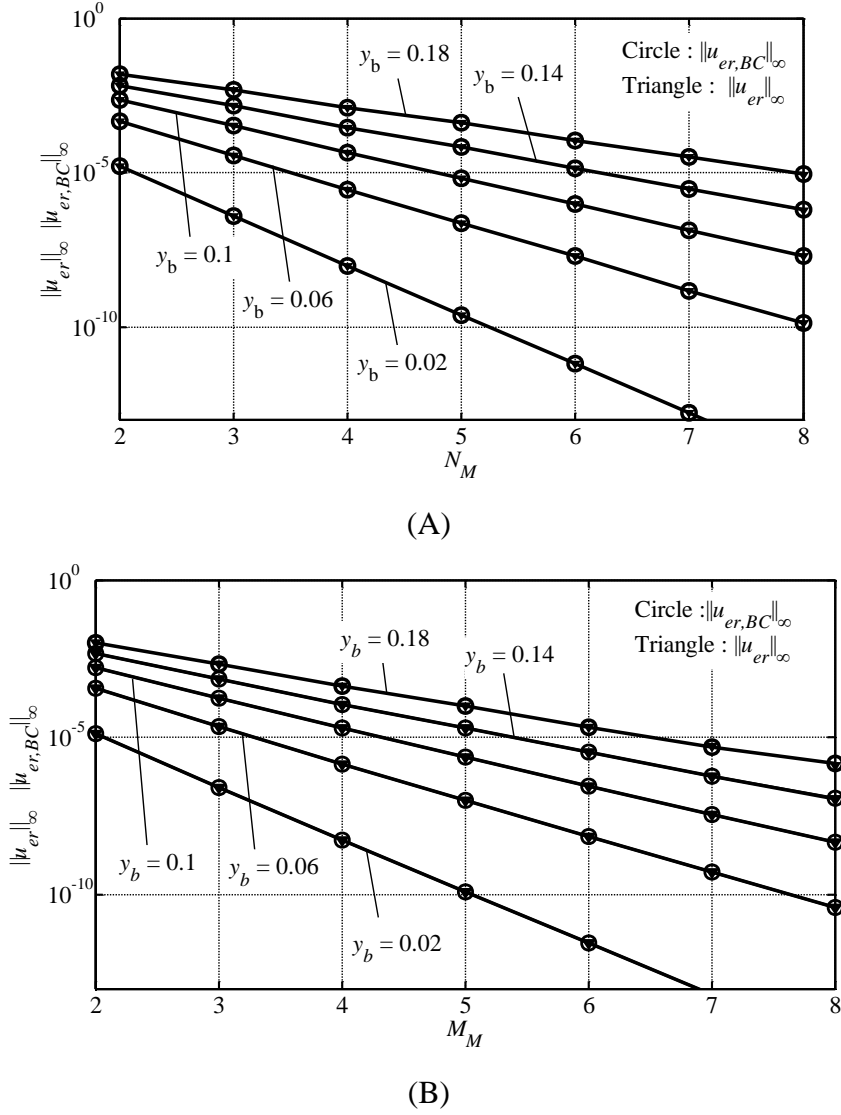 10^0
10^-5
10^-10
||u_er||_∞ ||u_er,BC||_∞
Circle : ||u_er,BC||_∞
Triangle : ||u_er||_∞
y_b = 0.18
y_b = 0.14
y_b = 0.1
y_b = 0.06
y_b = 0.02
2 3 4 5 6 7 8
N_M
(A)
10^0
10^-5
10^-10
||u_er||_∞ ||u_er,BC||_∞
Circle :||u_er,BC||_∞
Triangle : ||u_er||_∞
y_b = 0.18
y_b = 0.14
y_b = 0.1
y_b = 0.06
y_b = 0.02
2 3 4 5 6 7 8
M_M
(B)